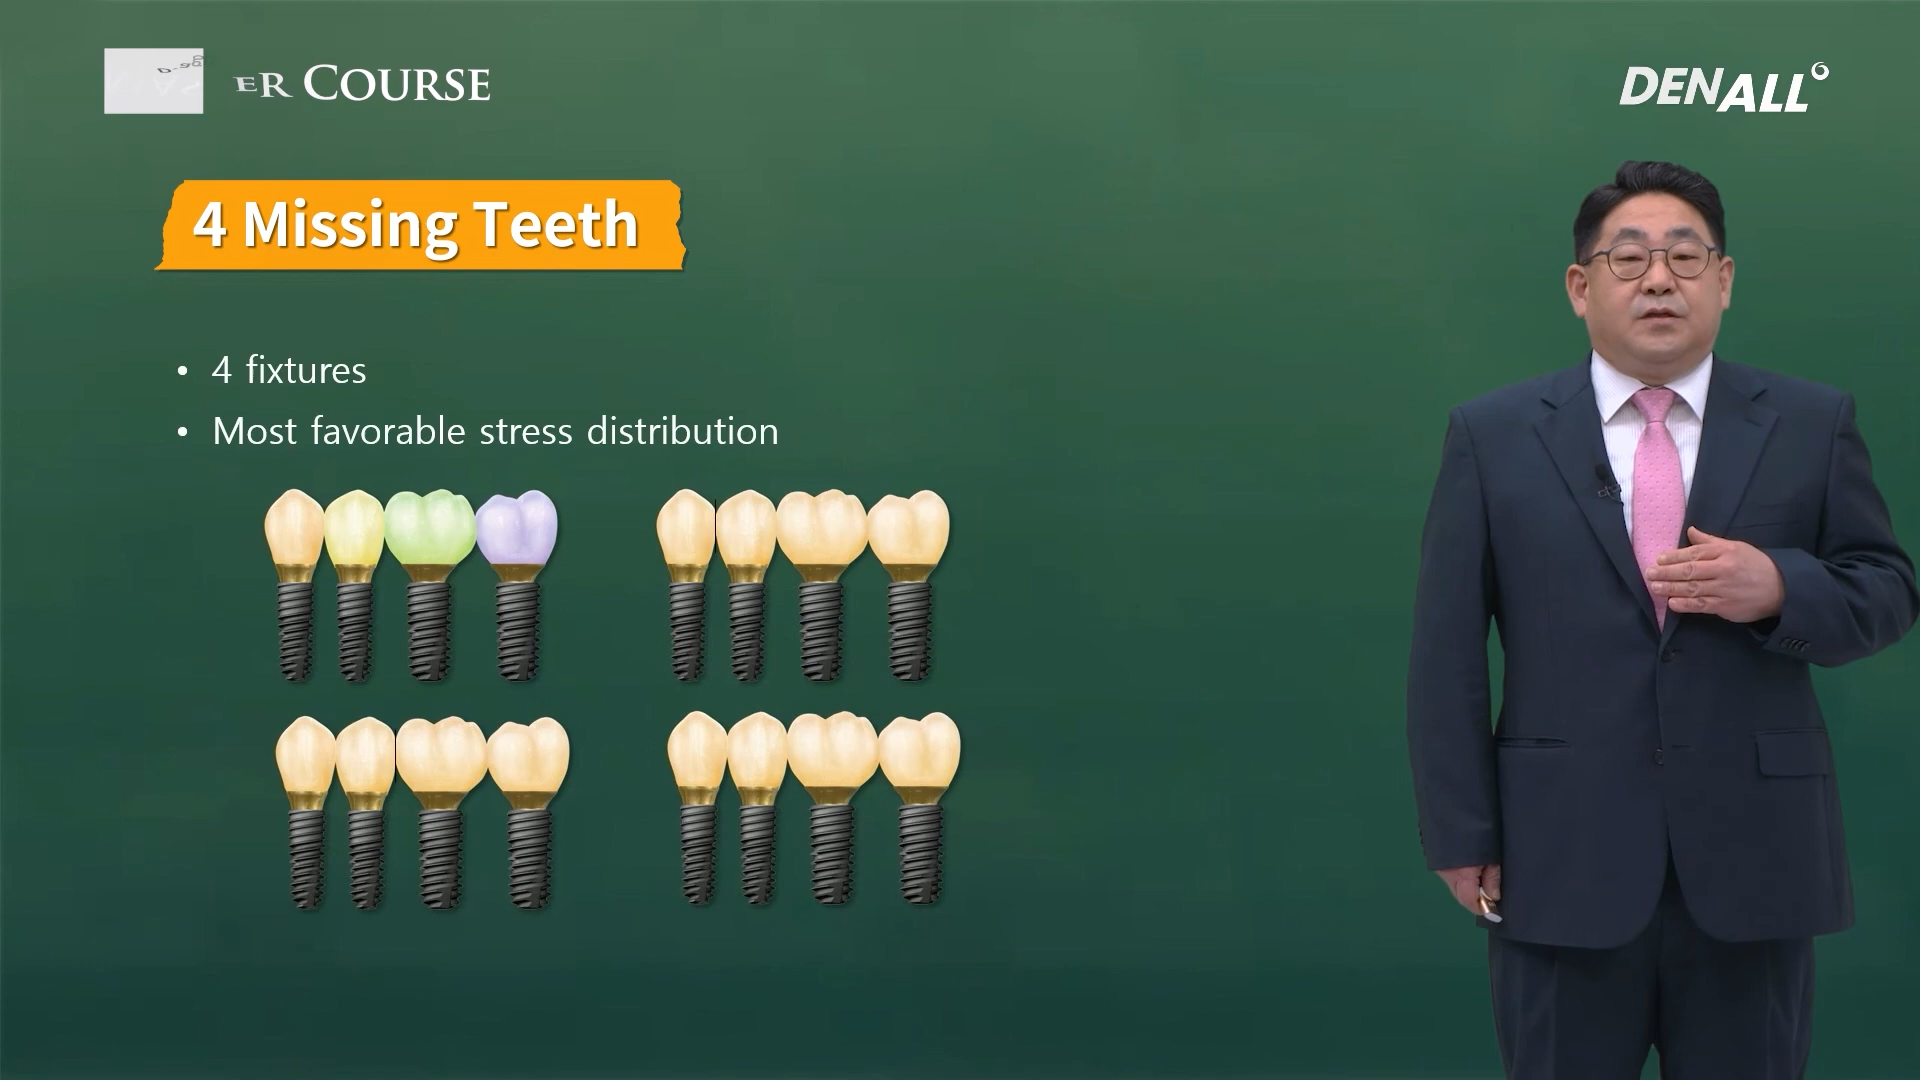 ER COURSE
DENALL
4 Missing Teeth
• 4 fixtures
• Most favorable stress distribution